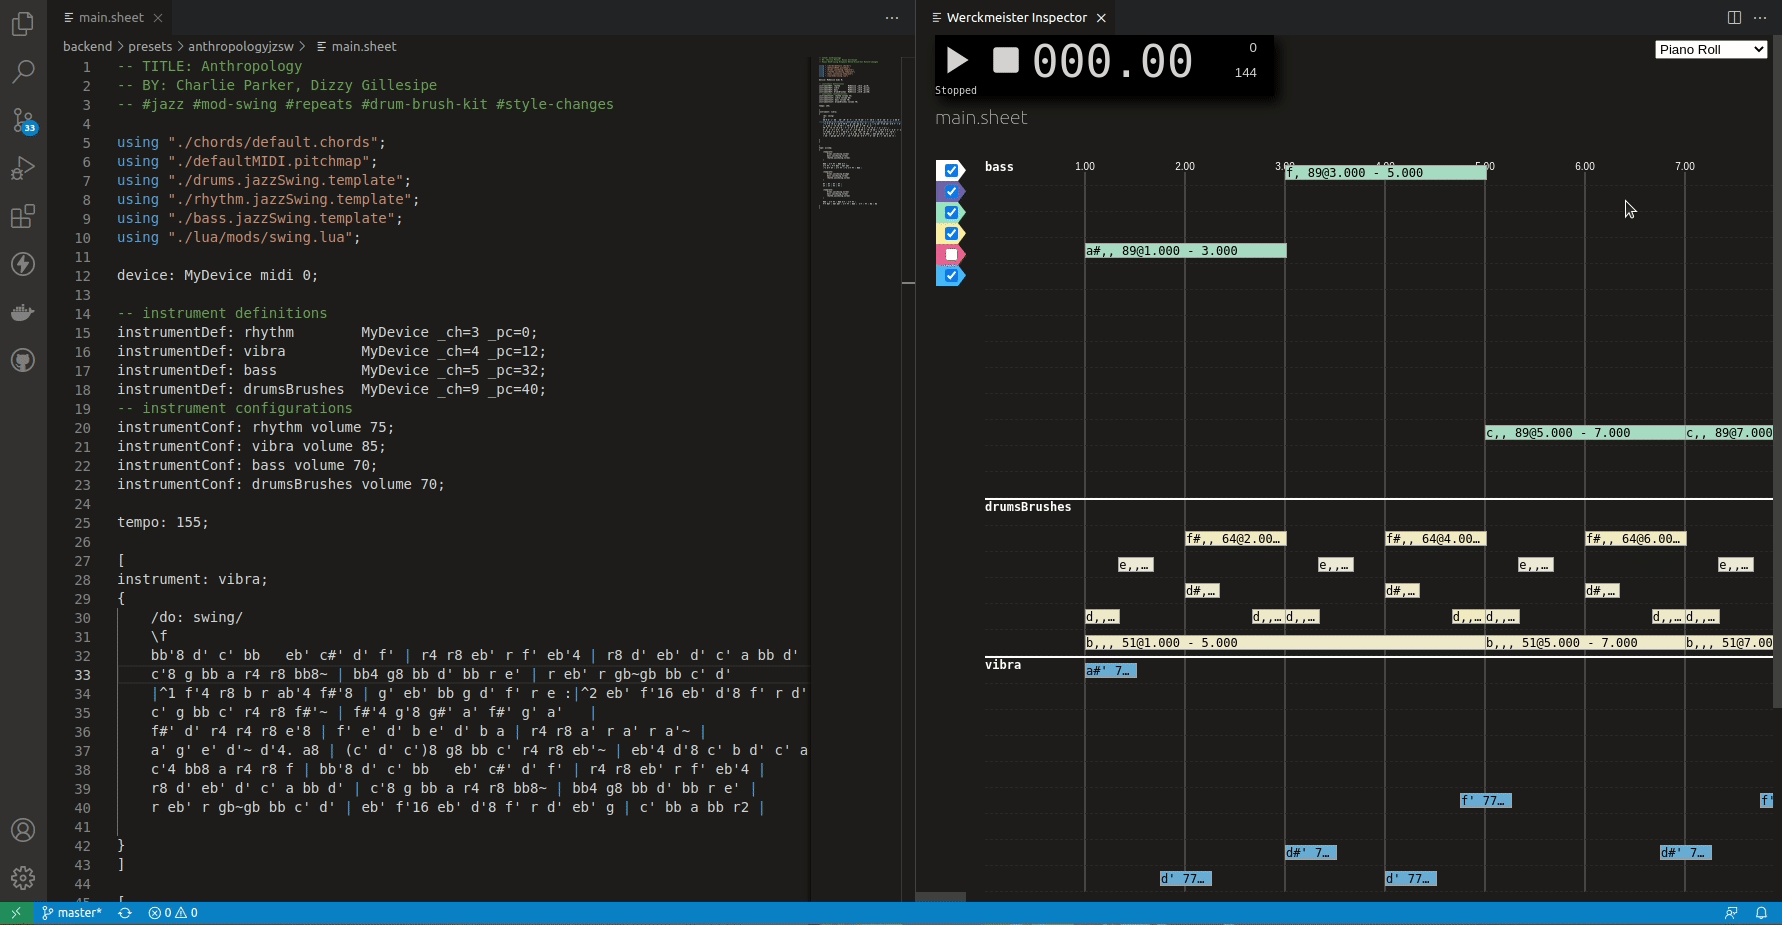 main.sheet
backend > presets > anthropologyjzsw > main.sheet
1 -- TITLE: Anthropology
2 -- BY: Charlie Parker, Dizzy Gillesipe
3 -- #jazz #mod-swing #repeats #drum-brush-kit #style-changes
4
5 using "./chords/default.chords";
6 using "./defaultMIDI.pitchmap";
7 using "./drums.jazzSwing.template";
8 using "./rhythm.jazzSwing.template";
9 using "./bass.jazzSwing.template";
10 using "./lua/mods/swing.lua";
11
12 device: MyDevice midi 0;
13
14 -- instrument definitions
15 instrumentDef: rhythm MyDevice _ch=3 _pc=0;
16 instrumentDef: vibra MyDevice _ch=4 _pc=12;
17 instrumentDef: bass MyDevice _ch=5 _pc=32;
18 instrumentDef: drumsBrushes MyDevice _ch=9 _pc=40;
19 -- instrument configurations
20 instrumentConf: rhythm volume 75;
21 instrumentConf: vibra volume 85;
22 instrumentConf: bass volume 70;
23 instrumentConf: drumsBrushes volume 70;
24
25 tempo: 155;
26
27 [
28 instrument: vibra;
29 {
30 /do: swing/
31 \f
32 bb'8 d' c' bb eb' c#' d' f' | r4 r8 eb' r f' eb'4 | r8 d' eb' d' c' a bb d'
33 c'8 g bb a r4 r8 bb8~ | bb4 g8 bb d' bb r e' | r eb' r gb~gb bb c' d'
34 |^1 f'4 r8 b r ab'4 f#'8 | g' eb' bb g d' f' r e :|^2 eb' f'16 eb' d'8 f' r d'
35 c' g bb c' r4 r8 f#'~ | f#'4 g'8 g#' a' f#' g' a' |
36 f#' d' r4 r4 r8 e'8 | f' e' d' b e' d' b a | r4 r8 a' r a' r a'~ |
37 a' g' e' d'~ d'4. a8 | (c' d' c')8 g8 bb c' r4 r8 eb'~ | eb'4 d'8 c' b d' c' a
38 c'4 bb8 a r4 r8 f | bb'8 d' c' bb eb' c#' d' f' | r4 r8 eb' r f' eb'4 |
39 r8 d' eb' d' c' a bb d' | c'8 g bb a r4 r8 bb8~ | bb4 g8 bb d' bb r e' |
40 r eb' r gb~gb bb c' d' | eb' f'16 eb' d'8 f' r d' eb' g | c' bb a bb r2 |
41
42 }
43 ]
44
33
master* 0 0
Werckmeister Inspector
000.00 0
144
Stopped
Piano Roll
main.sheet
bass 1.00 2.00 3.00 4.00 5.00 6.00 7.00
f, 89@3.000 - 5.000
a#,, 89@1.000 - 3.000
c,, 89@5.000 - 7.000 c,, 89@7.000
drumsBrushes
f#,, 64@2.00… f#,, 64@4.00… f#,, 64@6.00…
e,,… e,,… e,,… e,,…
d#,… d#,… d#,…
d,,… d,,… d,,… d,,… d,,… d,,… d,,…
b,,, 51@1.000 - 5.000 b,,, 51@5.000 - 7.000 b,,, 51@7.00
vibra
a#' 7…
f' 77… f'
d#' 7… d#' 7…
d' 77… d' 77…